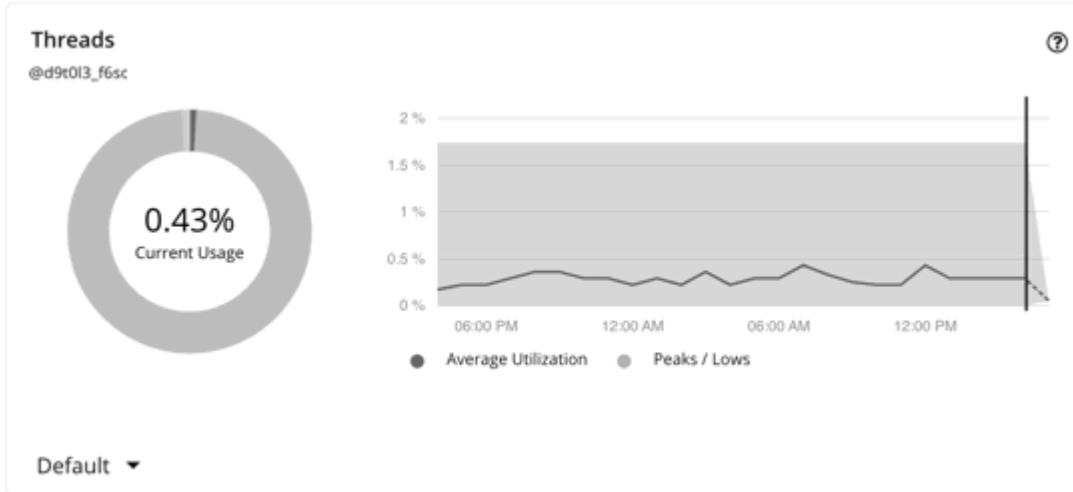 Threads
@d9t0l3_f6sc
0.43%
Current Usage
2 %
1.5 %
1 %
0.5 %
0 %
06:00 PM 12:00 AM 06:00 AM 12:00 PM
Average Utilization Peaks / Lows
Default